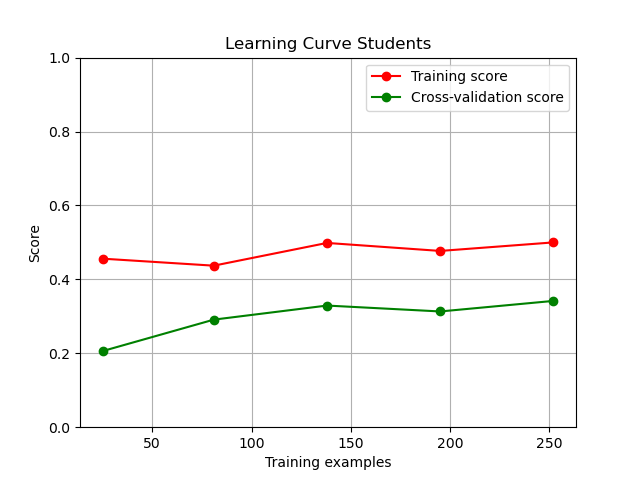 Learning Curve Students
Training score
Cross-validation score
1.0
0.8
0.6
0.4
0.2
0.0
Score
50
100
150
200
250
Training examples